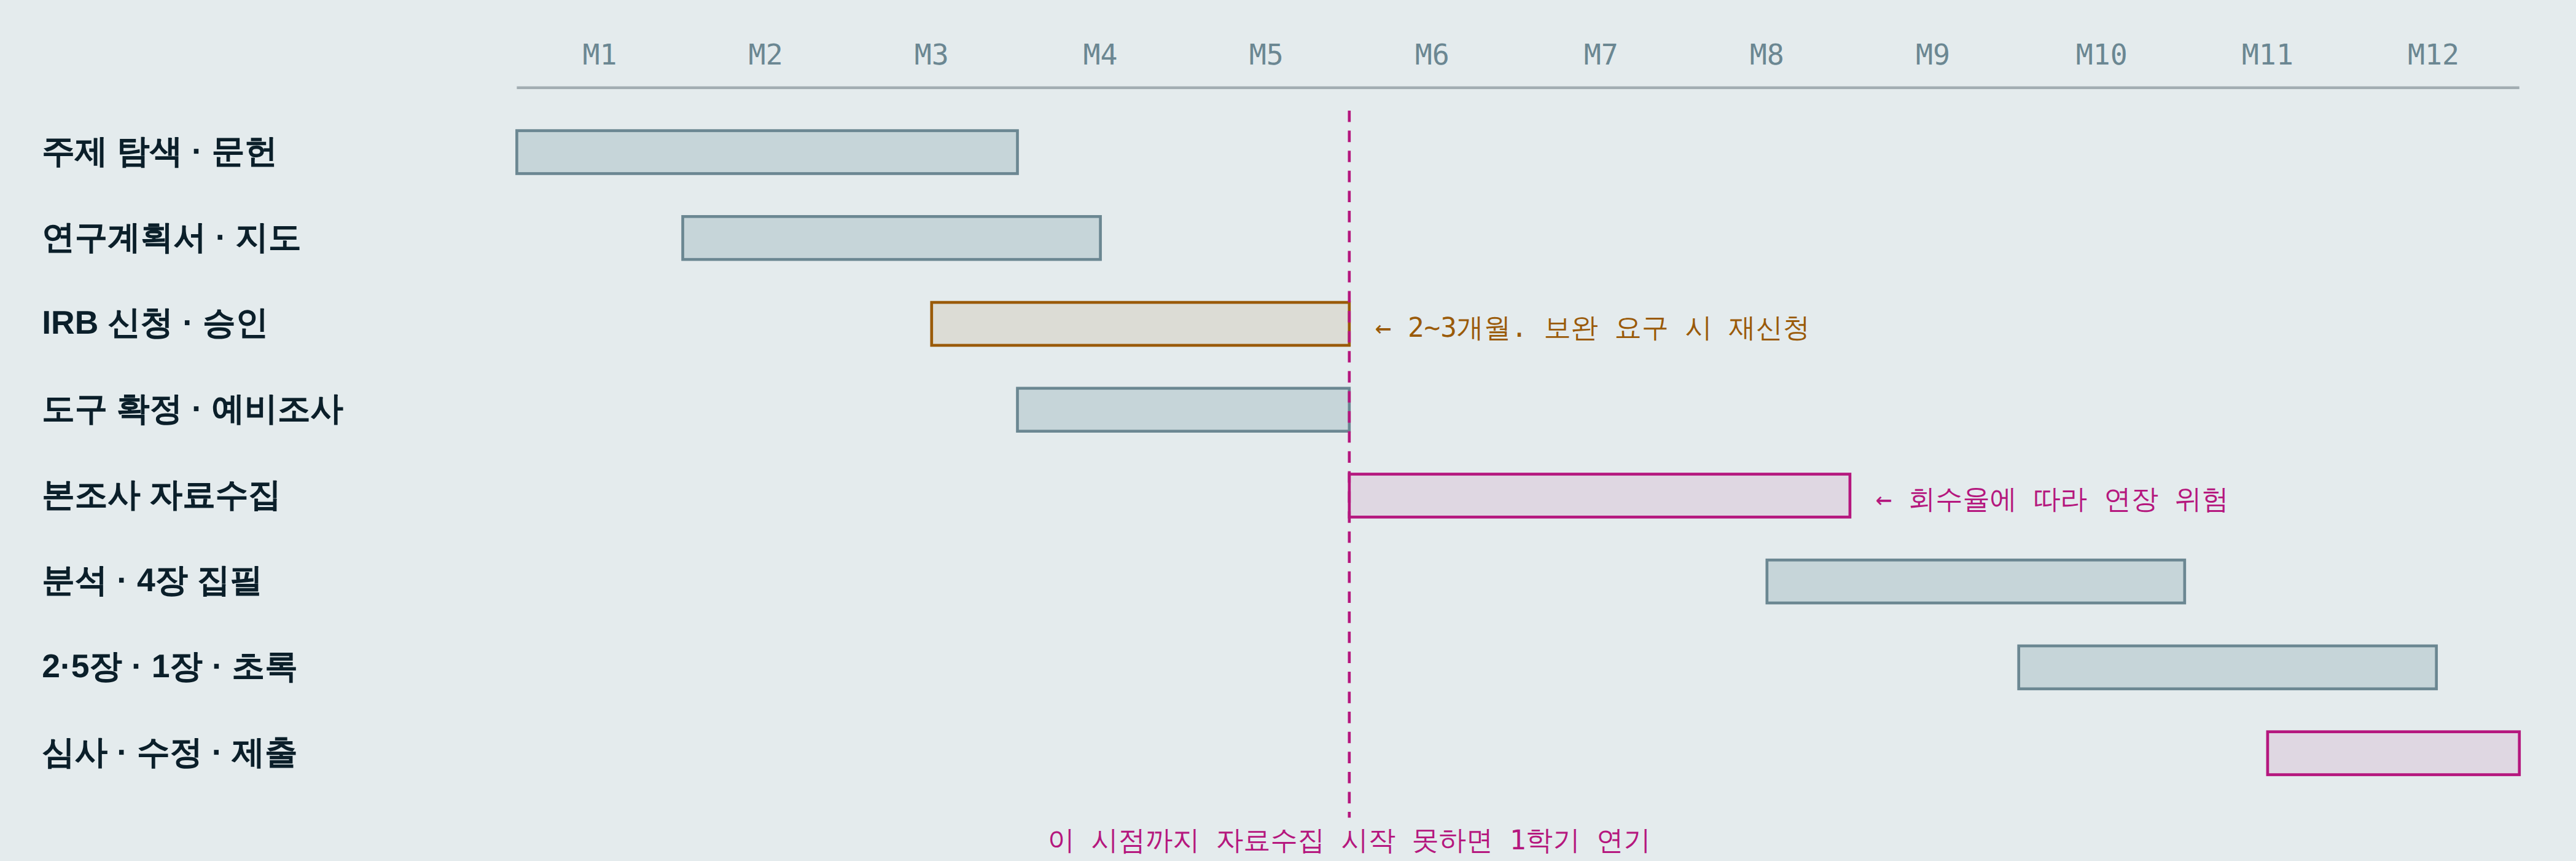 M1 M2 M3 M4 M5 M6 M7 M8 M9 M10 M11 M12
주제 탐색 · 문헌
연구계획서 · 지도
IRB 신청 · 승인
← 2~3개월. 보완 요구 시 재신청
도구 확정 · 예비조사
본조사 자료수집
← 회수율에 따라 연장 위험
분석 · 4장 집필
2·5장 · 1장 · 초록
심사 · 수정 · 제출
이 시점까지 자료수집 시작 못하면 1학기 연기